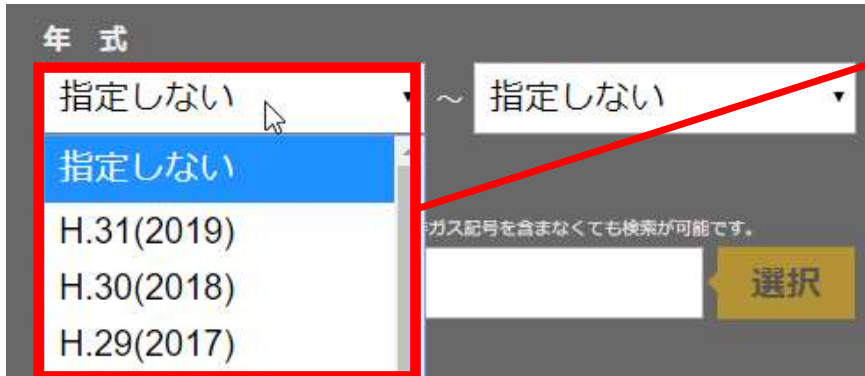 年 式
指定しない ～ 指定しない
指定しない
H.31(2019)
ガス記号を含まなくても検索が可能です。
H.30(2018)
選択
H.29(2017)